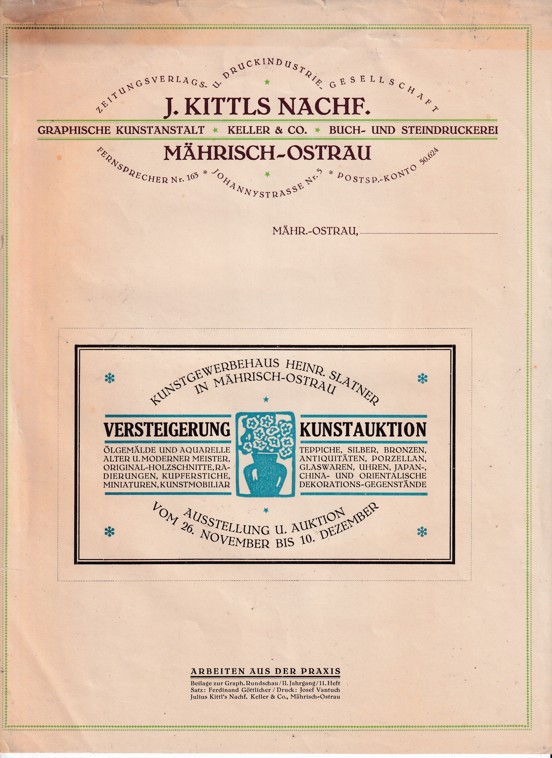 ZEITUNGSVERLAGS- U. DRUCKINDUSTRIE, GESELLSCHAFT
J. KITTLS NACHF.
GRAPHISCHE KUNSTANSTALT * KELLER & CO. * BUCH- UND STEINDRUCKEREI
MÄHRISCH-OSTRAU
FERNSPRECHER Nr. 163 * JOHANNYSTRASSE Nr. 5 * POSTSP.-KONTO 50.624
MÄHR.-OSTRAU,
KUNSTGEWERBEHAUS HEINR. SLATNER
IN MÄHRISCH-OSTRAU
VERSTEIGERUNG
ÖLGEMÄLDE UND AQUARELLE
ALTER U. MODERNER MEISTER,
ORIGINAL-HOLZSCHNITTE, RA-
DIERUNGEN, KUPFERSTICHE,
MINIATUREN, KUNSTMOBILIAR
KUNSTAUKTION
TEPPICHE, SILBER, BRONZEN,
ANTIQUITÄTEN, PORZELLAN,
GLASWAREN, UHREN, JAPAN-,
CHINA- UND ORIENTALISCHE
DEKORATIONS-GEGENSTÄNDE
AUSSTELLUNG U. AUKTION
VOM 26. NOVEMBER BIS 10. DEZEMBER
ARBEITEN AUS DER PRAXIS
Beilage zur Graph. Rundschau / II. Jahrgang / 11. Heft
Satz: Ferdinand Göttlicher / Druck: Josef Vantuch
Julius Kittl's Nachf. Keller & Co., Mährisch-Ostrau